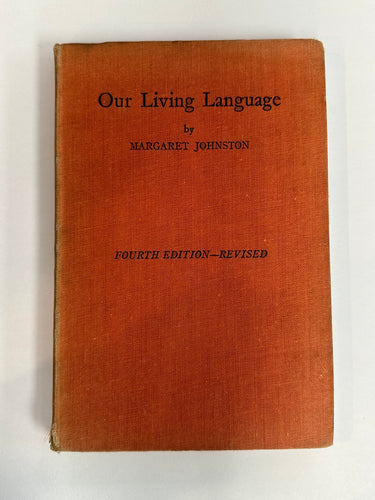 Our Living Language
by
MARGARET JOHNSTON
FOURTH EDITION—REVISED